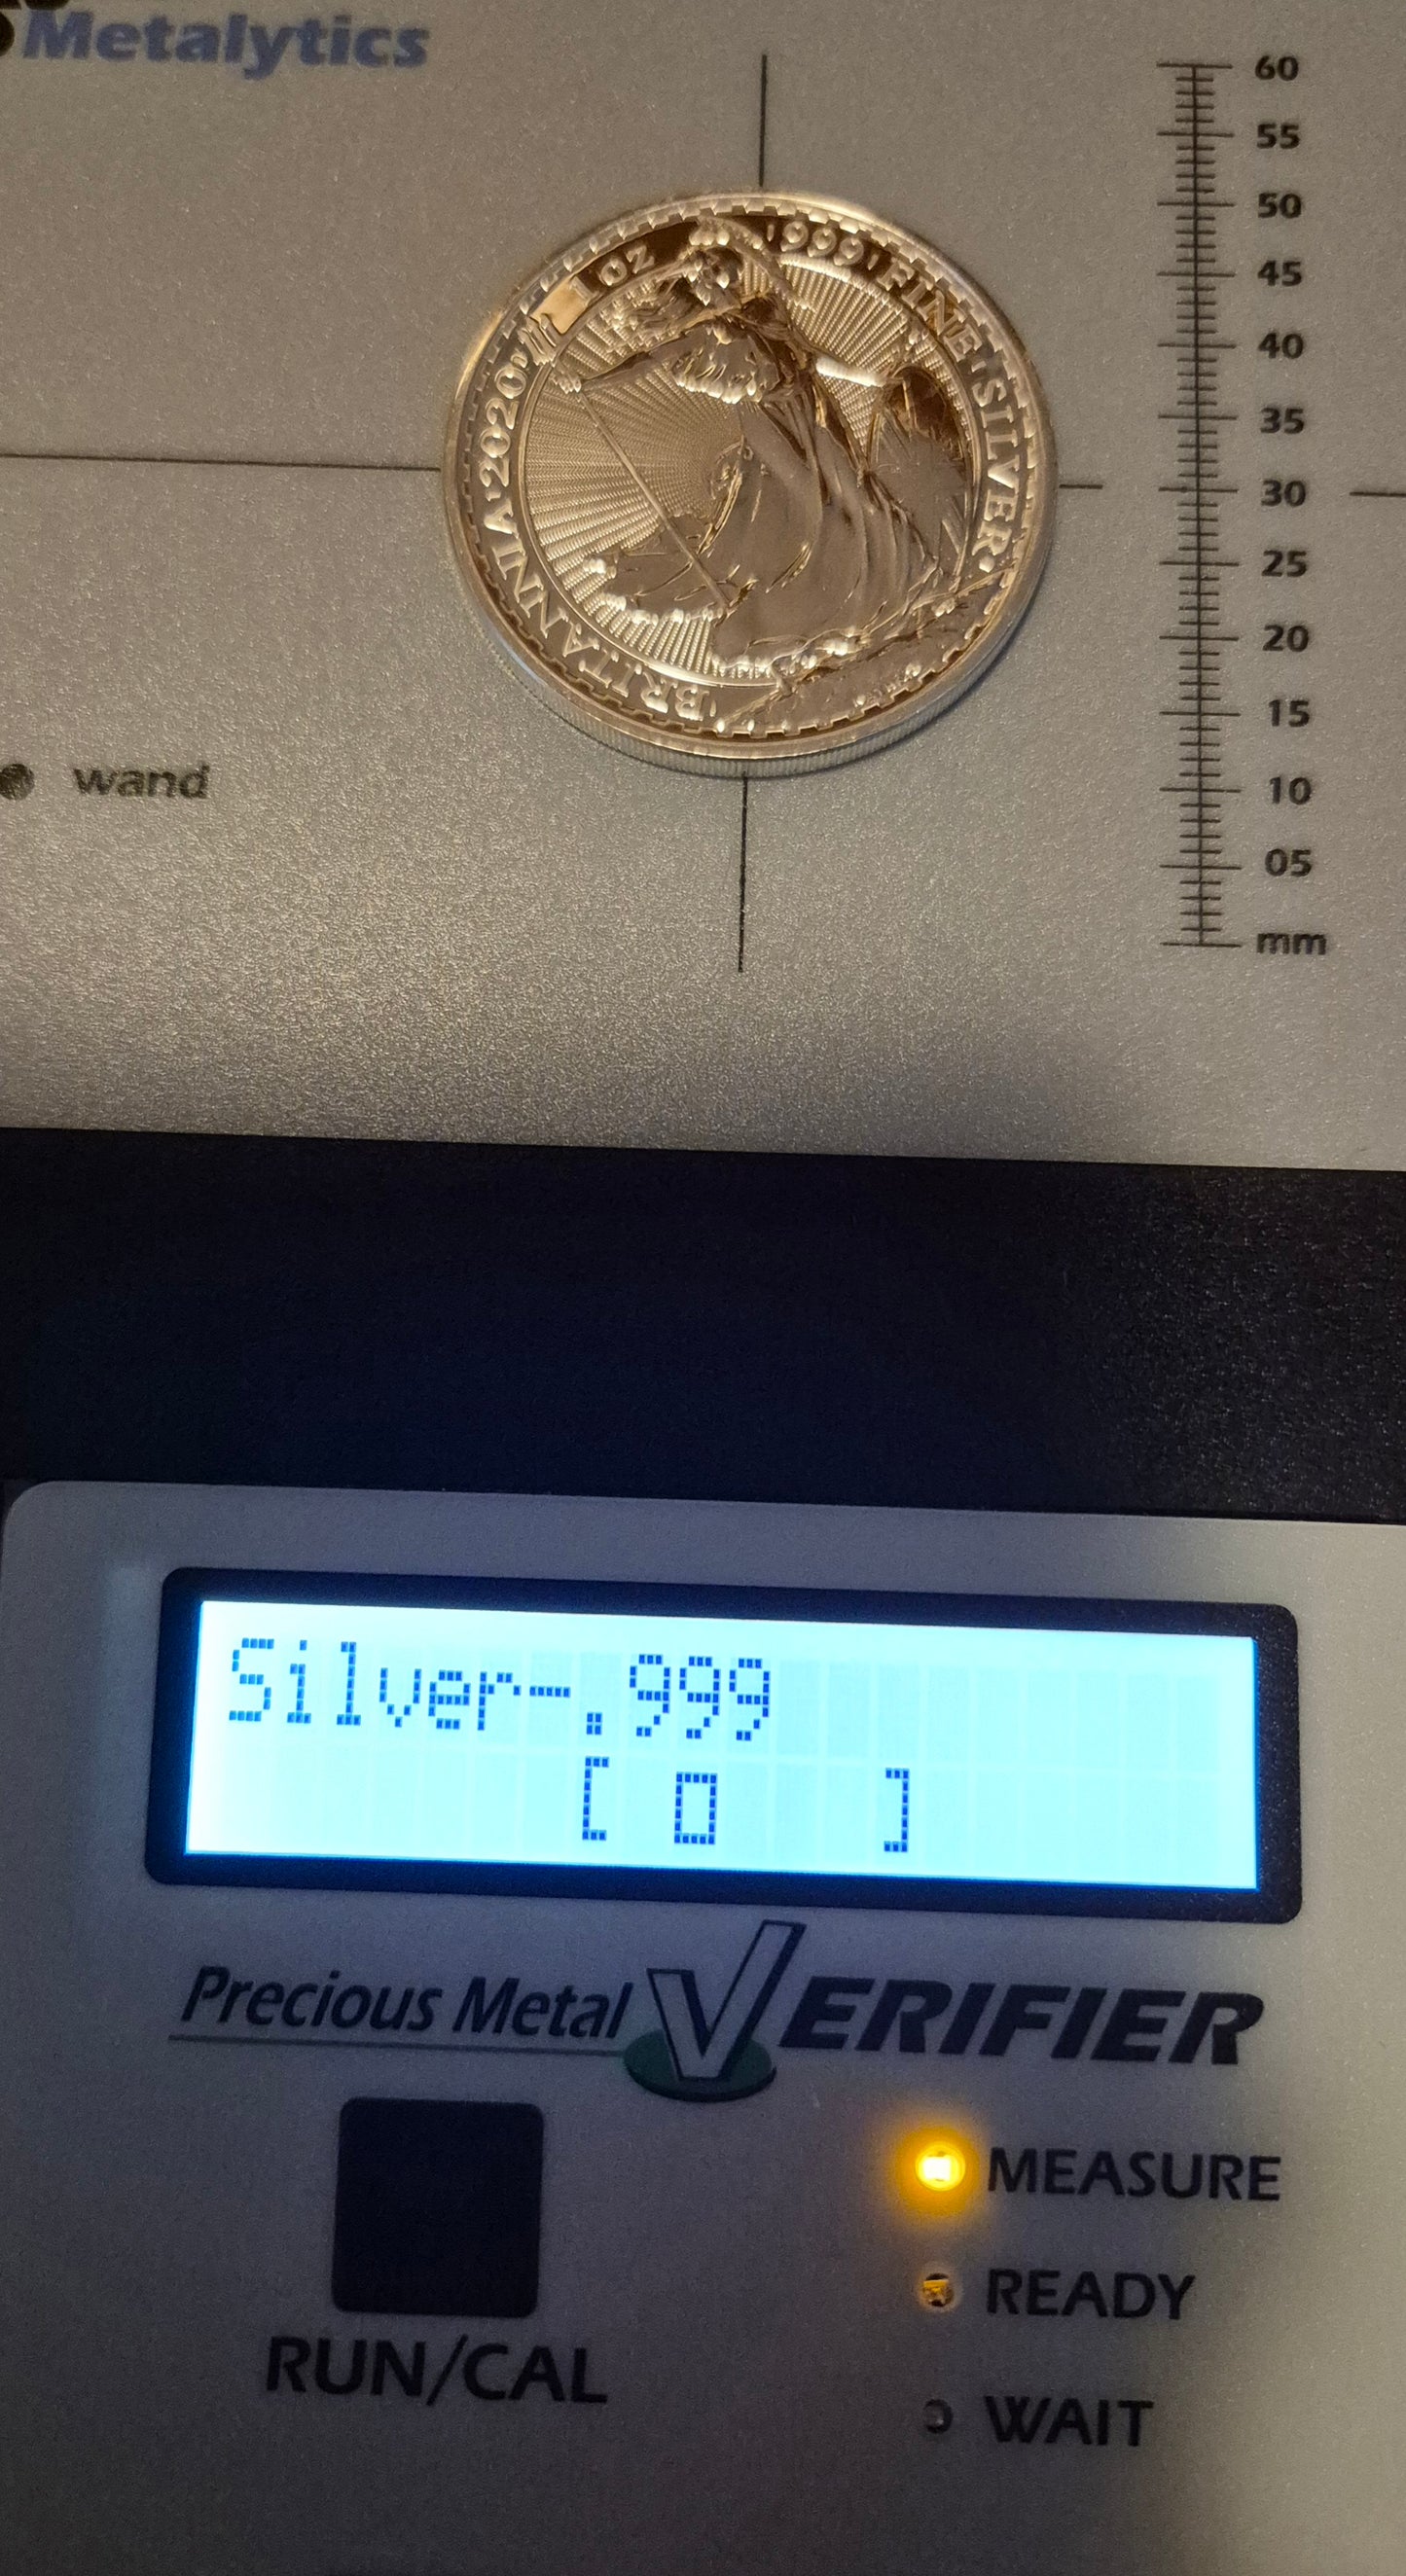 Metalytics
BRITANNIA 2020 1 OZ 999 FINE SILVER
60
55
50
45
40
35
30
25
20
15
10
05
mm
wand
Silver-.999
[ ▯ ]
Precious Metal VERIFIER
MEASURE
READY
RUN/CAL
WAIT